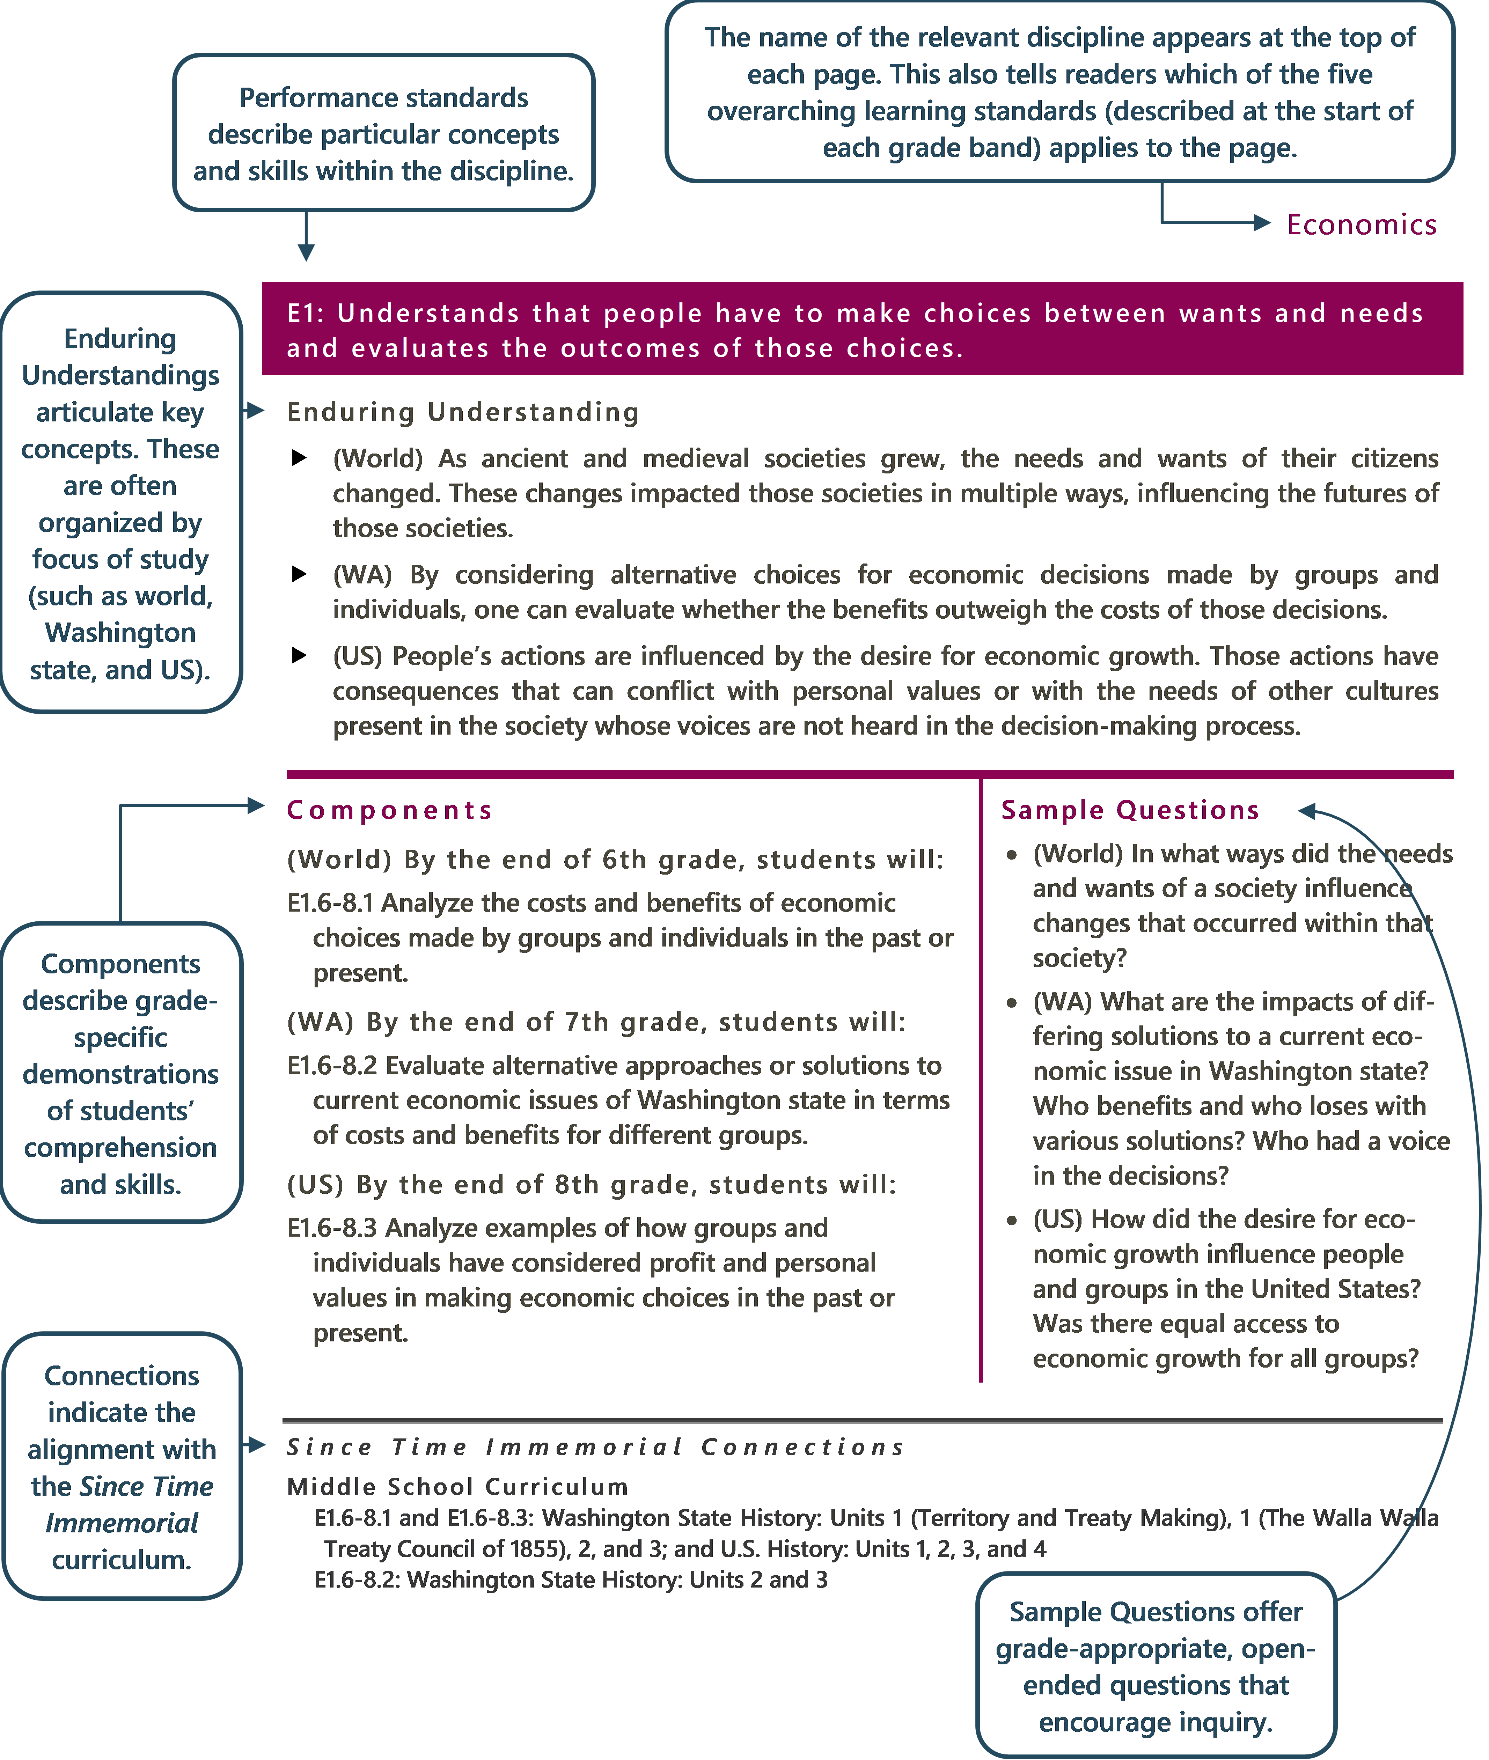 The name of the relevant discipline appears at the top of
each page. This also tells readers which of the five
overarching learning standards (described at the start of
each grade band) applies to the page.
Performance standards
describe particular concepts
and skills within the discipline.
Economics
E1: Understands that people have to make choices between wants and needs
and evaluates the outcomes of those choices.
Enduring
Understandings
articulate key
concepts. These
are often
organized by
focus of study
(such as world,
Washington
state, and US).
Enduring Understanding
▶ (World) As ancient and medieval societies grew, the needs and wants of their citizens
changed. These changes impacted those societies in multiple ways, influencing the futures of
those societies.
▶ (WA) By considering alternative choices for economic decisions made by groups and
individuals, one can evaluate whether the benefits outweigh the costs of those decisions.
▶ (US) People’s actions are influenced by the desire for economic growth. Those actions have
consequences that can conflict with personal values or with the needs of other cultures
present in the society whose voices are not heard in the decision-making process.
Components
(World) By the end of 6th grade, students will:
E1.6-8.1 Analyze the costs and benefits of economic
choices made by groups and individuals in the past or
present.
(WA) By the end of 7th grade, students will:
E1.6-8.2 Evaluate alternative approaches or solutions to
current economic issues of Washington state in terms
of costs and benefits for different groups.
(US) By the end of 8th grade, students will:
E1.6-8.3 Analyze examples of how groups and
individuals have considered profit and personal
values in making economic choices in the past or
present.
Sample Questions
• (World) In what ways did the needs
and wants of a society influence
changes that occurred within that
society?
• (WA) What are the impacts of dif-
fering solutions to a current eco-
nomic issue in Washington state?
Who benefits and who loses with
various solutions? Who had a voice
in the decisions?
• (US) How did the desire for eco-
nomic growth influence people
and groups in the United States?
Was there equal access to
economic growth for all groups?
Components
describe grade-
specific
demonstrations
of students’
comprehension
and skills.
Connections
indicate the
alignment with
the Since Time
Immemorial
curriculum.
Since Time Immemorial Connections
Middle School Curriculum
E1.6-8.1 and E1.6-8.3: Washington State History: Units 1 (Territory and Treaty Making), 1 (The Walla Walla
Treaty Council of 1855), 2, and 3; and U.S. History: Units 1, 2, 3, and 4
E1.6-8.2: Washington State History: Units 2 and 3
Sample Questions offer
grade-appropriate, open-
ended questions that
encourage inquiry.